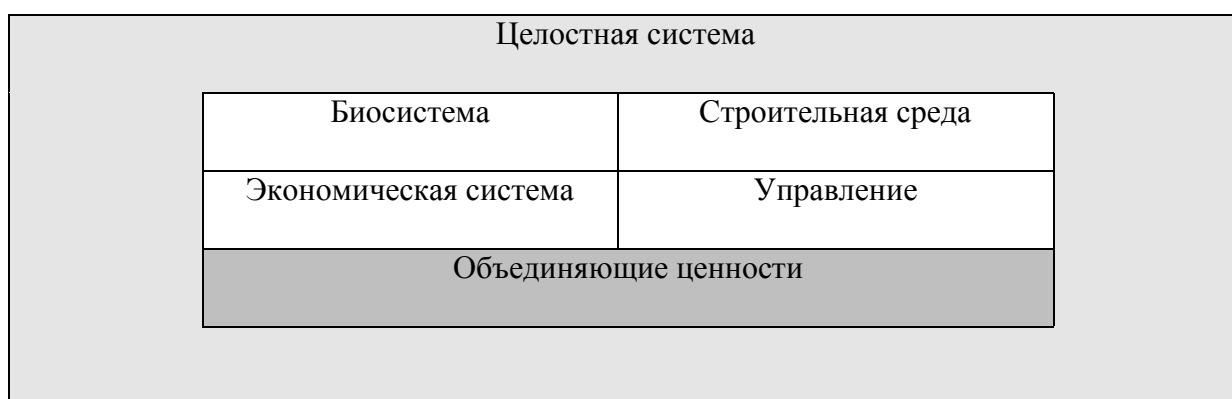 Целостная система
Биосистема
Строительная среда
Экономическая система
Управление
Объединяющие ценности